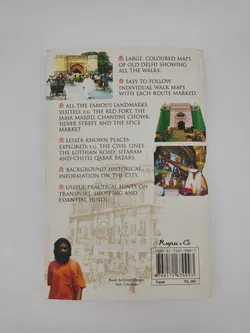 LARGE, COLOURED MAPS
OF OLD DELHI SHOWING
ALL THE WALKS.
EASY TO FOLLOW
INDIVIDUAL WALK MAPS
WITH EACH ROUTE MARKED.
ALL THE FAMOUS LANDMARKS
VISITED: E.G. THE RED FORT, THE
JAMA MASJID, CHANDNI CHOWK,
SILVER STREET AND THE SPICE
MARKET.
LESSER KNOWN PLACES
EXPLORED: E.G. THE CIVIL LINES,
THE LOTHIAN ROAD, SITARAM
AND CHITLI QABAR BAZARS.
BACKGROUND HISTORICAL
INFORMATION ON THE CITY.
USEFUL PRACTICAL HINTS ON
TRANSPORT, SHOPPING AND
ESSENTIAL HINDI.
Rupa & Co
Travel